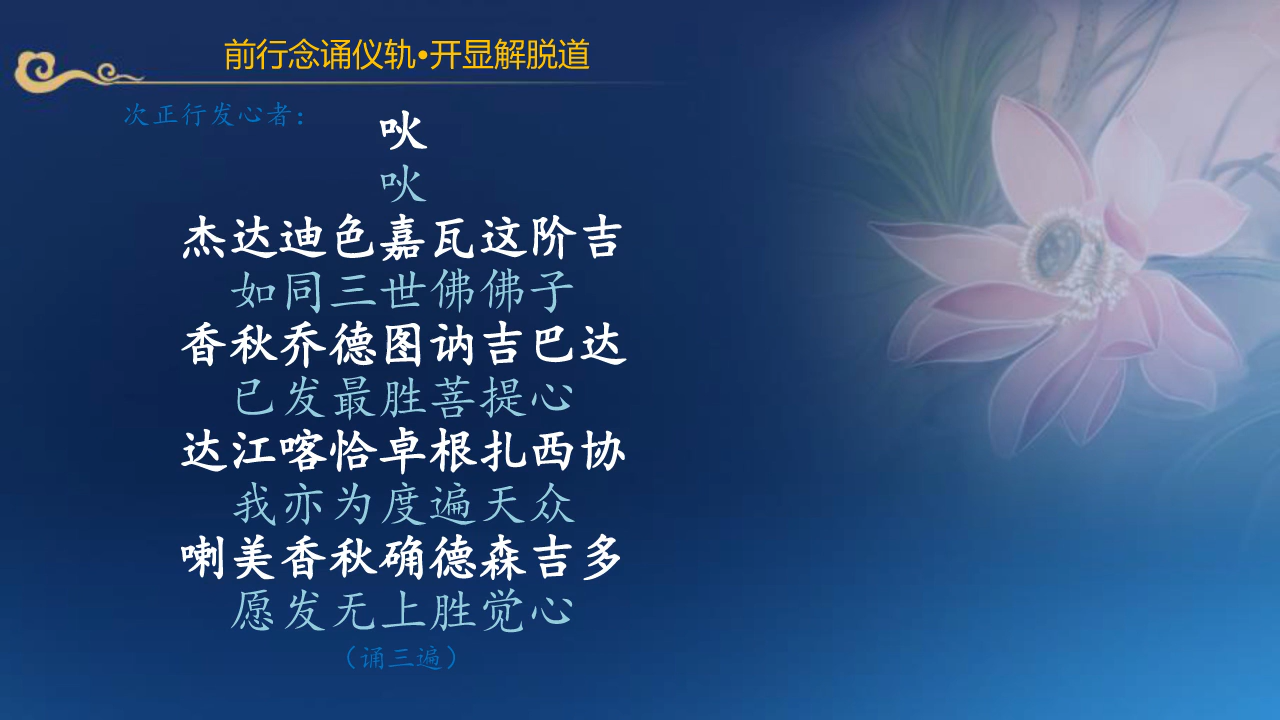 前行念诵仪轨•开显解脱道
次正行发心者：
吙
吙
杰达迪色嘉瓦这阶吉
如同三世佛佛子
香秋乔德图讷吉巴达
已发最胜菩提心
达江喀恰卓根扎西协
我亦为度遍天众
喇美香秋确德森吉多
愿发无上胜觉心
（诵三遍）